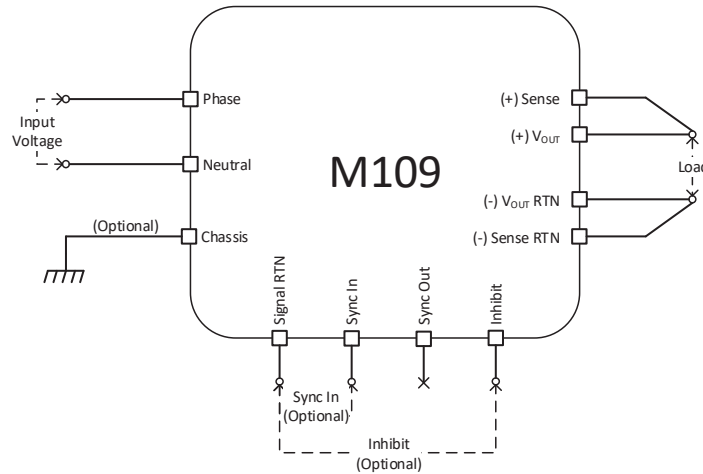 Phase
Input
Voltage
Neutral
(Optional)
Chassis
M109
(+) Sense
(+) VOUT
Load
(-) VOUT RTN
(-) Sense RTN
Signal RTN
Sync In
Sync Out
Inhibit
Sync In
(Optional)
Inhibit
(Optional)